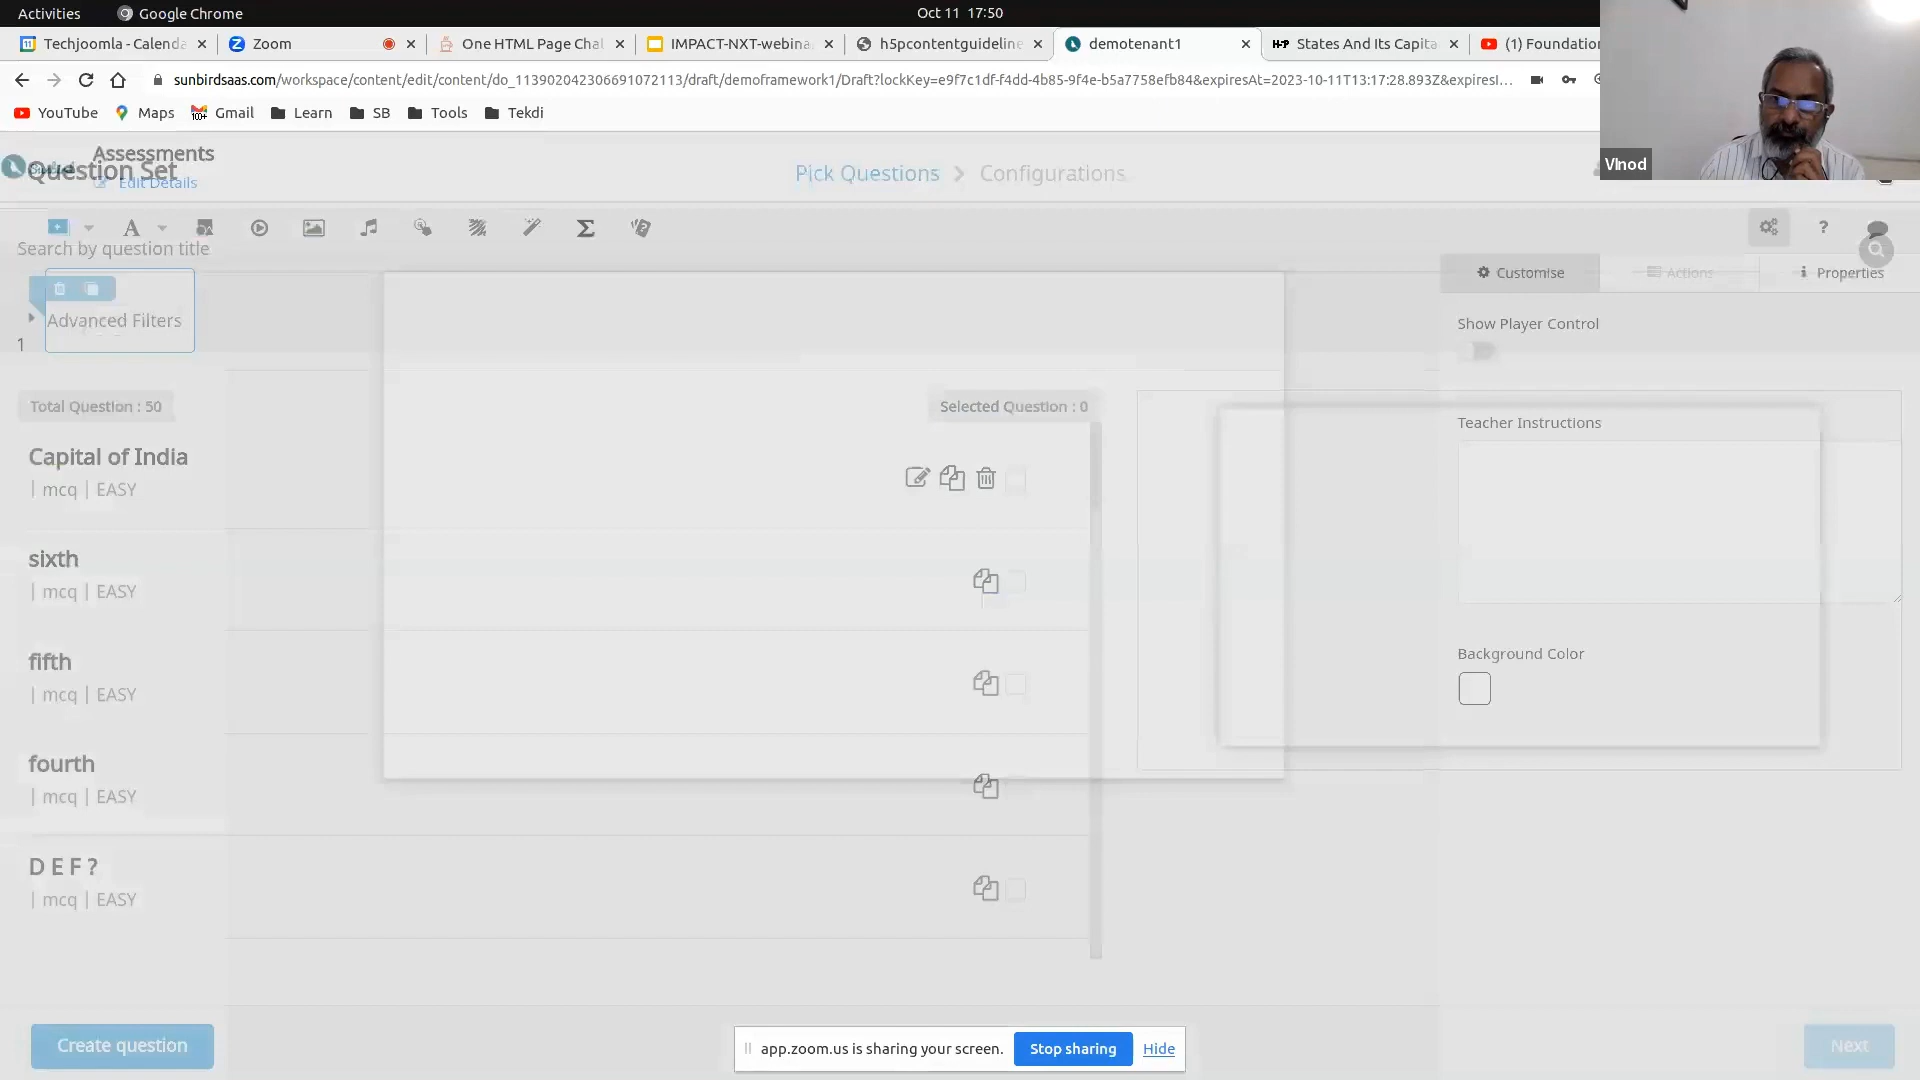 Activities
Google Chrome
Oct 11 17:50
Techjoomla - Calenda
Zoom
One HTML Page Chal
IMPACT-NXT-webina
h5pcontentguideline
demotenant1
H-P
States And Its Capita
(1) Foundation
sunbirdsaas.com/workspace/content/edit/content/do_113902042306691072113/draft/demoframework1/Draft?lockKey=e9f7c1df-f4dd-4b85-9f4e-b5a7758efb84&expiresAt=2023-10-11T13:17:28.893Z&expiresI...
YouTube
Maps
Gmail
Learn
SB
Tools
Tekdi
VInod
Assessments
Question Set
Edit Details
Pick Questions
Configurations
Search by question title
Customise
Actions
Properties
Advanced Filters
1
Show Player Control
Total Question : 50
Selected Question : 0
Teacher Instructions
Capital of India
| mcq | EASY
sixth
| mcq | EASY
fifth
| mcq | EASY
Background Color
fourth
| mcq | EASY
D E F ?
| mcq | EASY
Create question
app.zoom.us is sharing your screen.
Stop sharing
Hide
Next